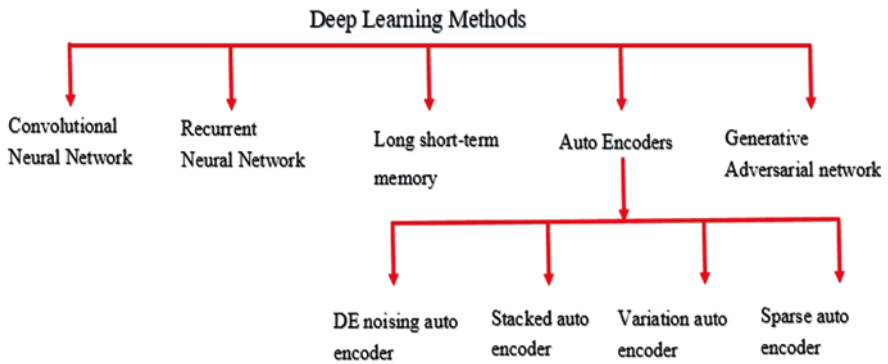 Deep Learning Methods
Convolutional
Neural Network
Recurrent
Neural Network
Long short-term
memory
Auto Encoders
Generative
Adversarial network
DE noising auto
encoder
Stacked auto
encoder
Variation auto
encoder
Sparse auto
encoder